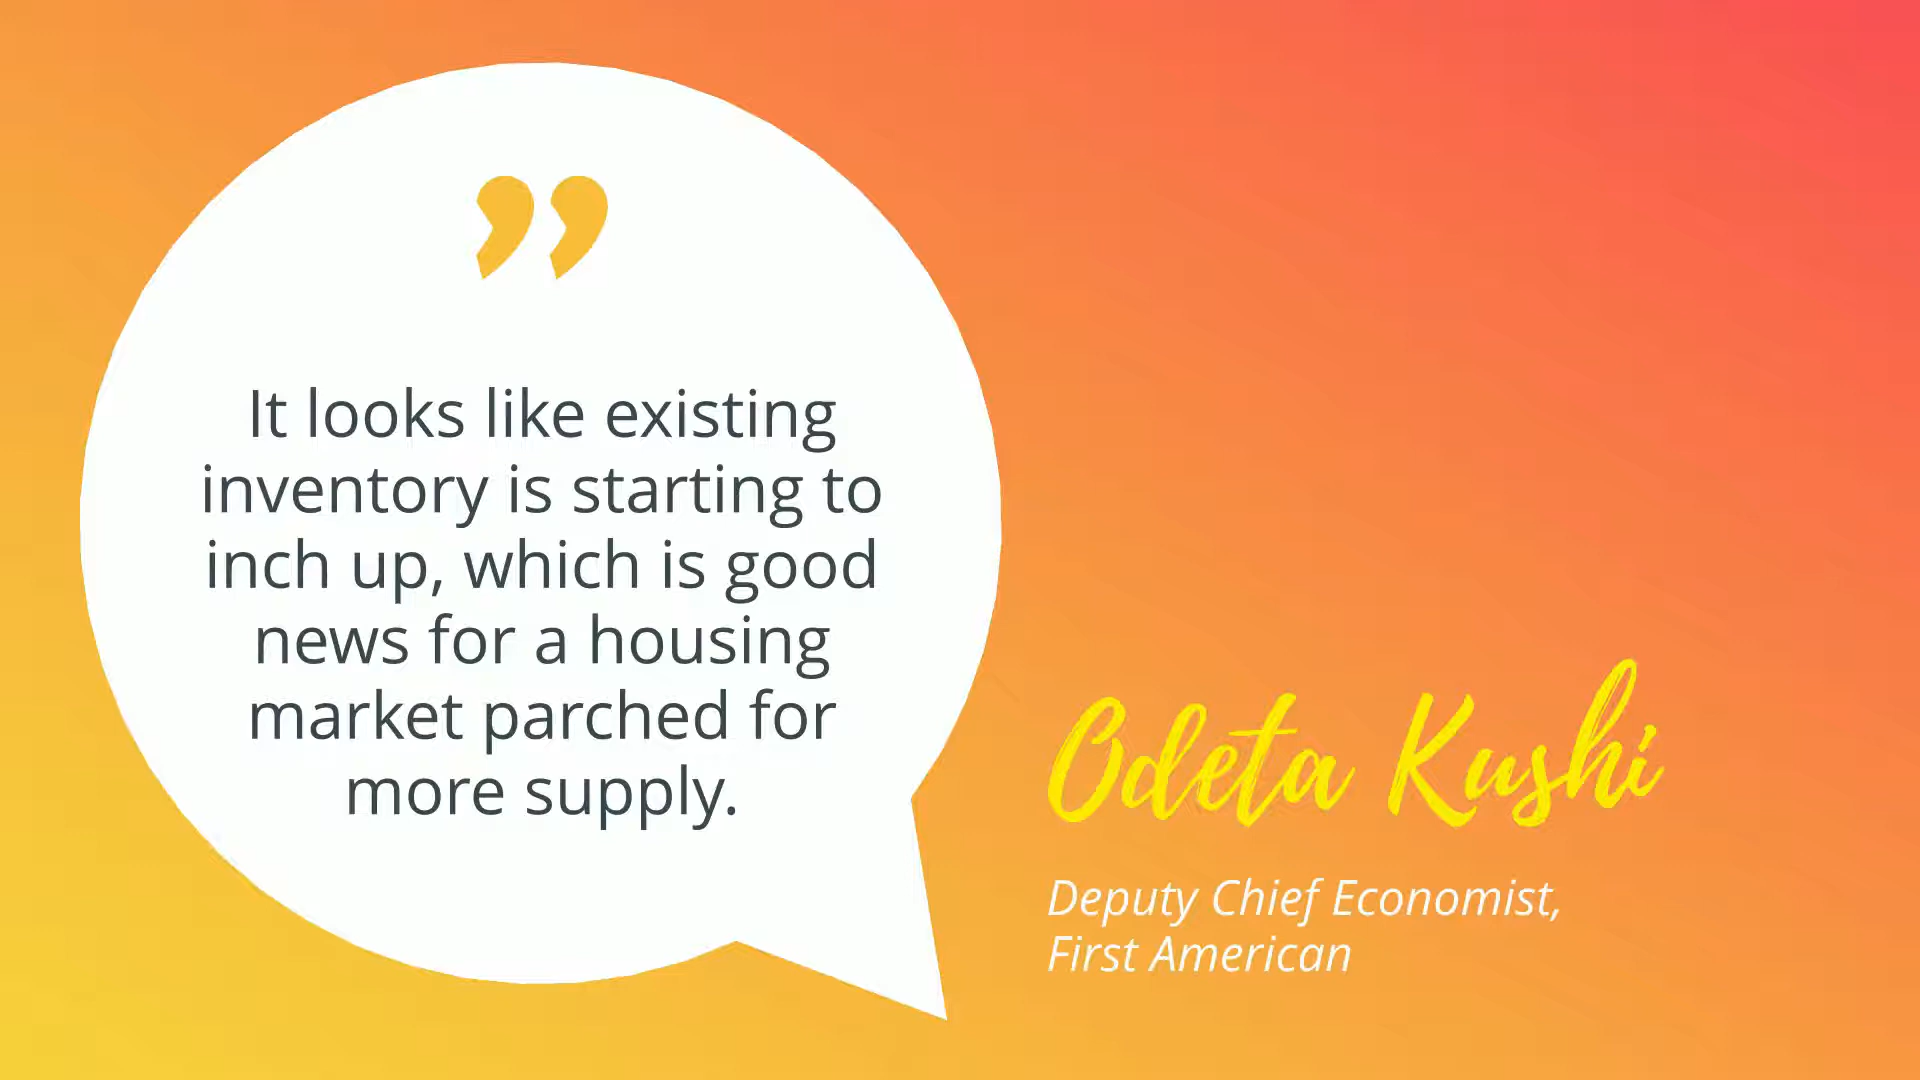 ”
It looks like existing
inventory is starting to
inch up, which is good
news for a housing
market parched for
more supply.
Odeta Kushi
Deputy Chief Economist,
First American